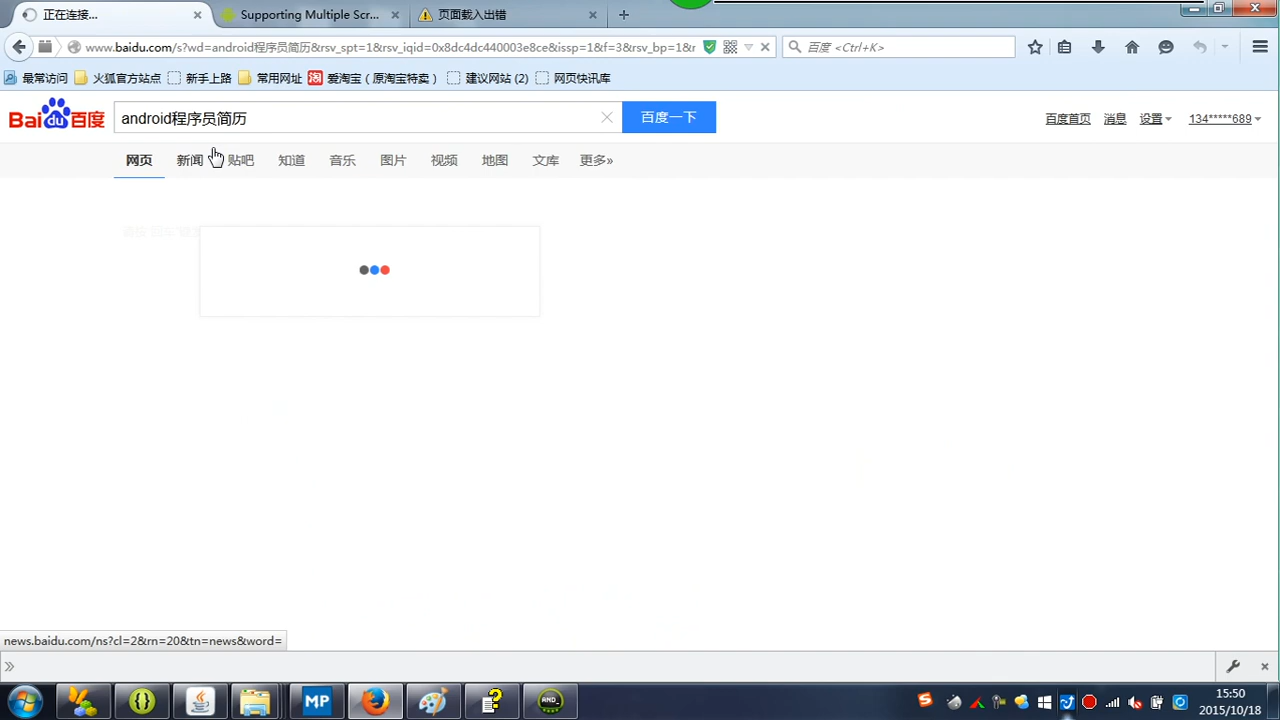 正在连接...
Supporting Multiple Scr...
页面载入出错
www.baidu.com/s?wd=android程序员简历&rsv_spt=1&rsv_iqid=0x8dc4dc440003e8ce&issp=1&f=3&rsv_bp=1&r
百度 <Ctrl+K>
最常访问 火狐官方站点 新手上路 常用网址 淘 爱淘宝（原淘宝特卖） 建议网站 (2) 网页快讯库
Bai du 百度
android程序员简历
百度一下
百度首页 消息 设置 134*****689
网页 新闻 贴吧 知道 音乐 图片 视频 地图 文库 更多»
news.baidu.com/ns?cl=2&rn=20&tn=news&word=
MP
AND_
15:50
2015/10/18